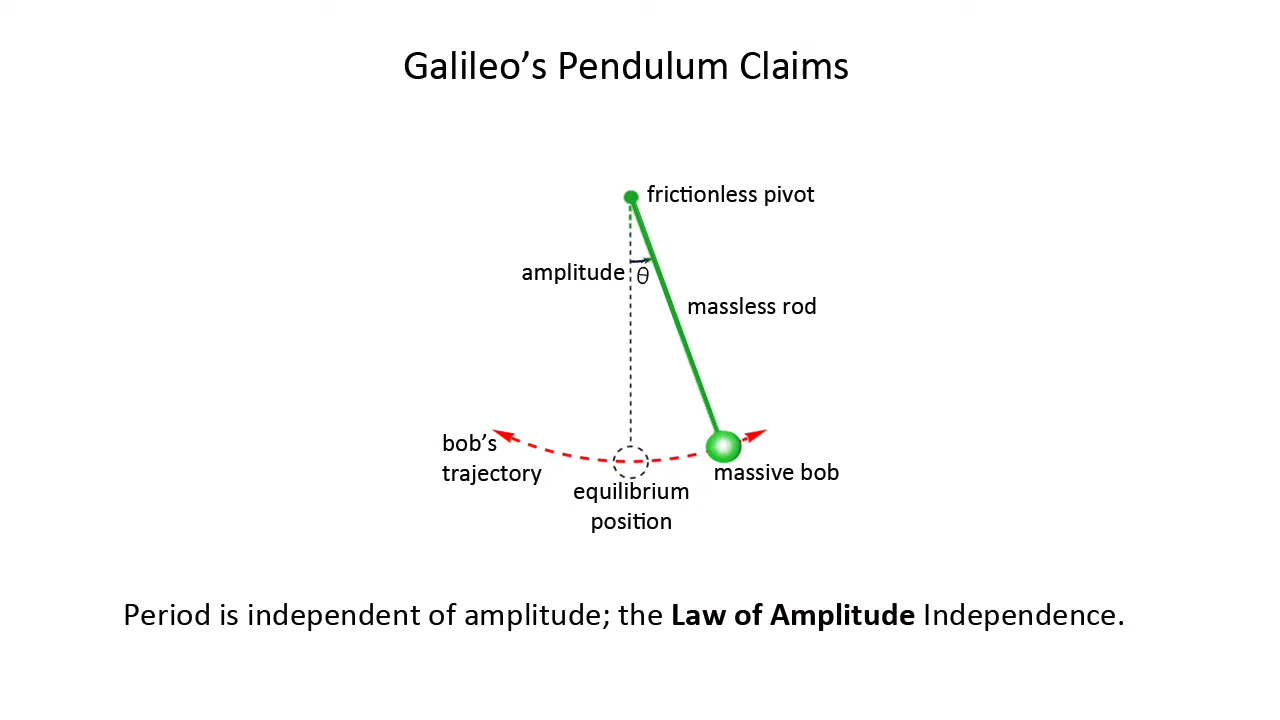 Galileo’s Pendulum Claims
frictionless pivot
amplitude
θ
massless rod
bob’s
trajectory
massive bob
equilibrium
position
Period is independent of amplitude; the Law of Amplitude Independence.